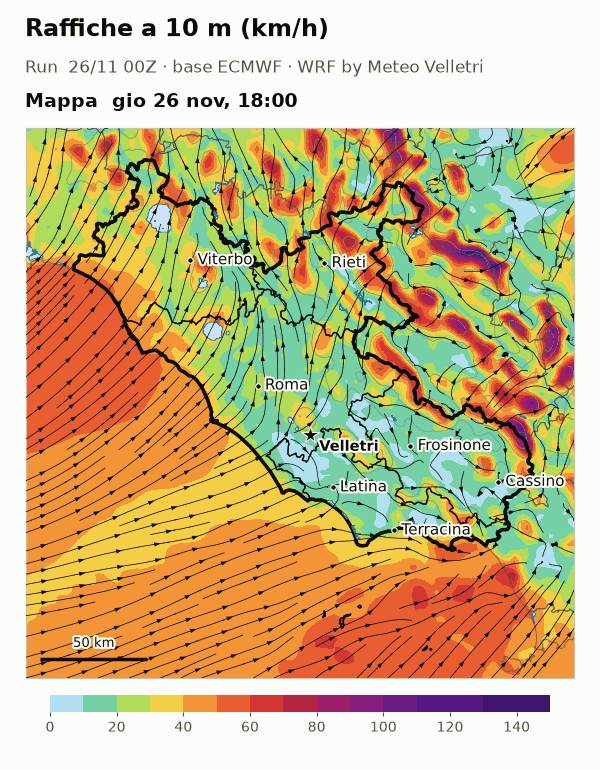 Raffiche a 10 m (km/h)
Run  26/11 00Z · base ECMWF · WRF by Meteo Velletri
Mappa  gio 26 nov, 18:00
Viterbo
Rieti
Roma
Velletri
Frosinone
Cassino
Latina
Terracina
50 km
0 20 40 60 80 100 120 140